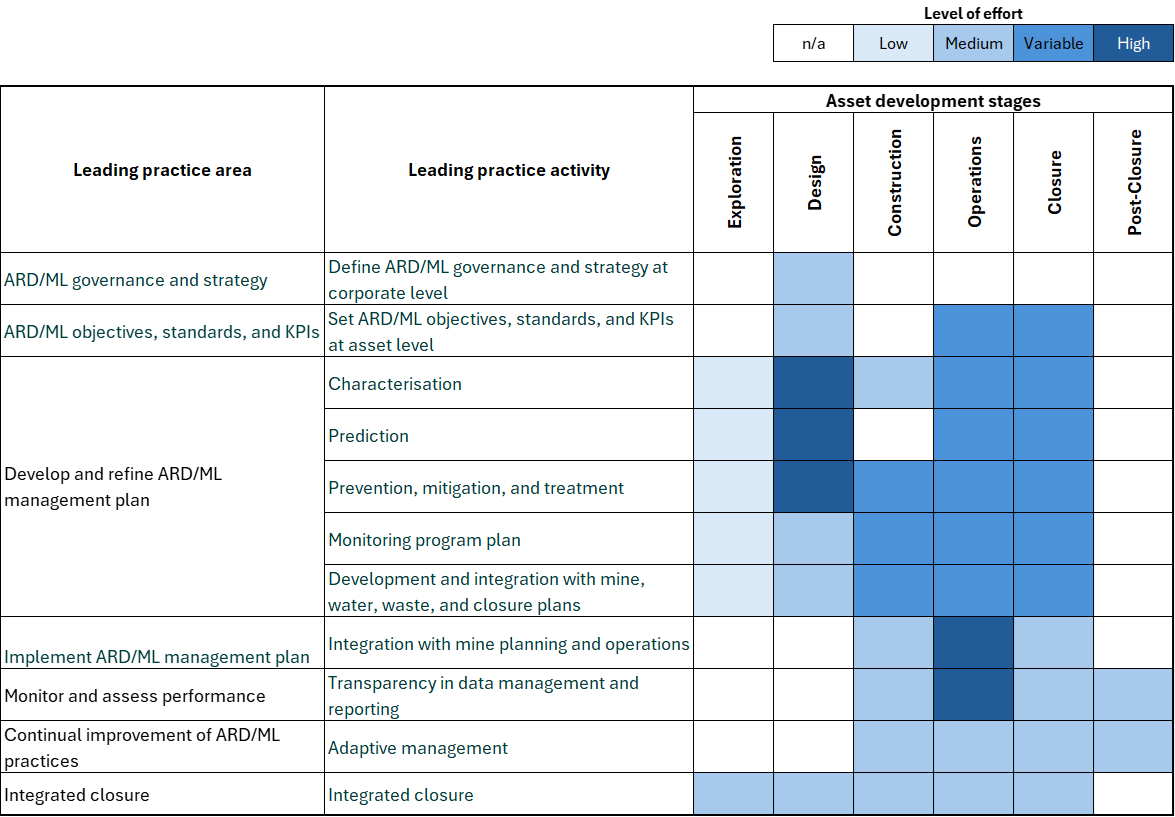 Level of effort
n/a Low Medium Variable High
Asset development stages
Leading practice area
Leading practice activity
Exploration
Design
Construction
Operations
Closure
Post-Closure
ARD/ML governance and strategy
Define ARD/ML governance and strategy at
corporate level
ARD/ML objectives, standards, and KPIs
Set ARD/ML objectives, standards, and KPIs
at asset level
Develop and refine ARD/ML
management plan
Characterisation
Prediction
Prevention, mitigation, and treatment
Monitoring program plan
Development and integration with mine,
water, waste, and closure plans
Implement ARD/ML management plan
Integration with mine planning and operations
Monitor and assess performance
Transparency in data management and
reporting
Continual improvement of ARD/ML
practices
Adaptive management
Integrated closure
Integrated closure